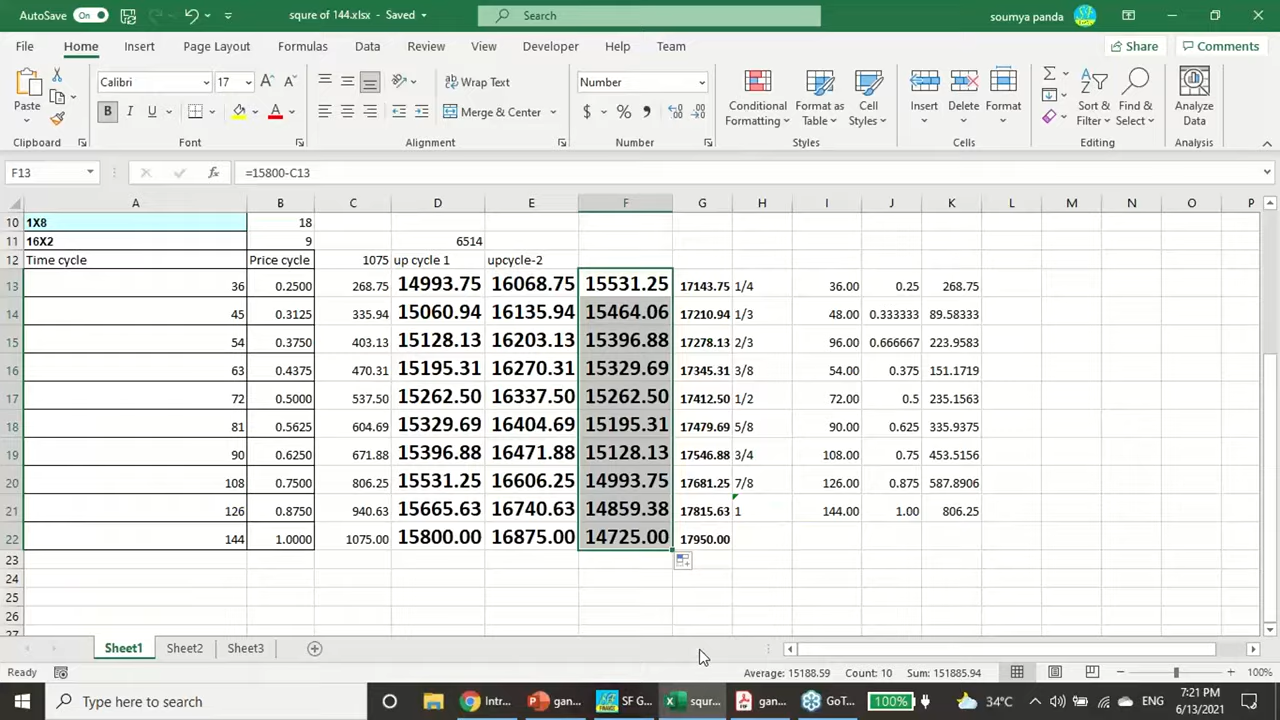 AutoSave On squre of 144.xlsx - Saved Search soumya panda
File Home Insert Page Layout Formulas Data Review View Developer Help Team Share Comments
Paste Calibri 17 A A Wrap Text Number Conditional Formatting Format as Table Cell Styles Insert Delete Format Sort & Filter Find & Select Analyze Data
B I U A Merge & Center $ %
Clipboard Font Alignment Number Styles Cells Editing Analysis
F13 fx =15800-C13
A B C D E F G H I J K L M N O P
10 1X8 18
11 16X2 9 6514
12 Time cycle Price cycle 1075 up cycle 1 upcycle-2
13 36 0.2500 268.75 14993.75 16068.75 15531.25 17143.75 1/4 36.00 0.25 268.75
14 45 0.3125 335.94 15060.94 16135.94 15464.06 17210.94 1/3 48.00 0.333333 89.58333
15 54 0.3750 403.13 15128.13 16203.13 15396.88 17278.13 2/3 96.00 0.666667 223.9583
16 63 0.4375 470.31 15195.31 16270.31 15329.69 17345.31 3/8 54.00 0.375 151.1719
17 72 0.5000 537.50 15262.50 16337.50 15262.50 17412.50 1/2 72.00 0.5 235.1563
18 81 0.5625 604.69 15329.69 16404.69 15195.31 17479.69 5/8 90.00 0.625 335.9375
19 90 0.6250 671.88 15396.88 16471.88 15128.13 17546.88 3/4 108.00 0.75 453.5156
20 108 0.7500 806.25 15531.25 16606.25 14993.75 17681.25 7/8 126.00 0.875 587.8906
21 126 0.8750 940.63 15665.63 16740.63 14859.38 17815.63 1 144.00 1.00 806.25
22 144 1.0000 1075.00 15800.00 16875.00 14725.00 17950.00
23
24
25
26
27
Sheet1 Sheet2 Sheet3
Ready Average: 15188.59 Count: 10 Sum: 151885.94 100%
Type here to search Intr... gan... SF G... squr... gan... GoT... 100% 34°C ENG 7:21 PM
6/13/2021